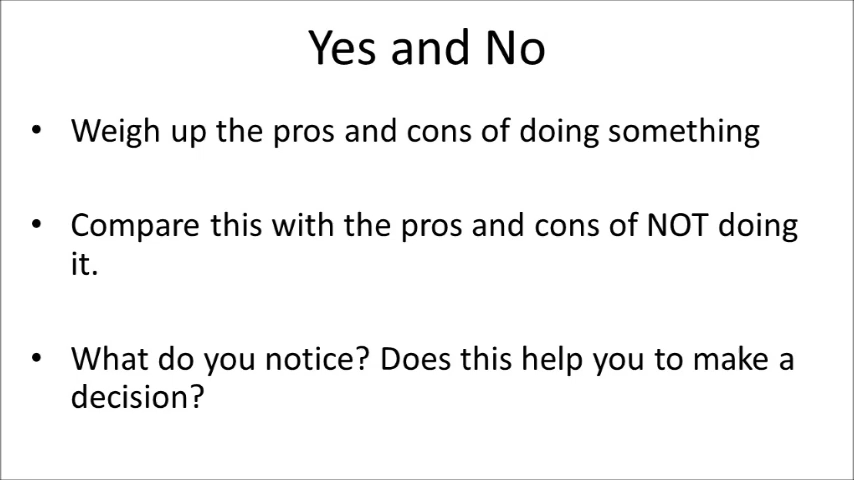 Yes and No
• Weigh up the pros and cons of doing something
• Compare this with the pros and cons of NOT doing
it.
• What do you notice? Does this help you to make a
decision?